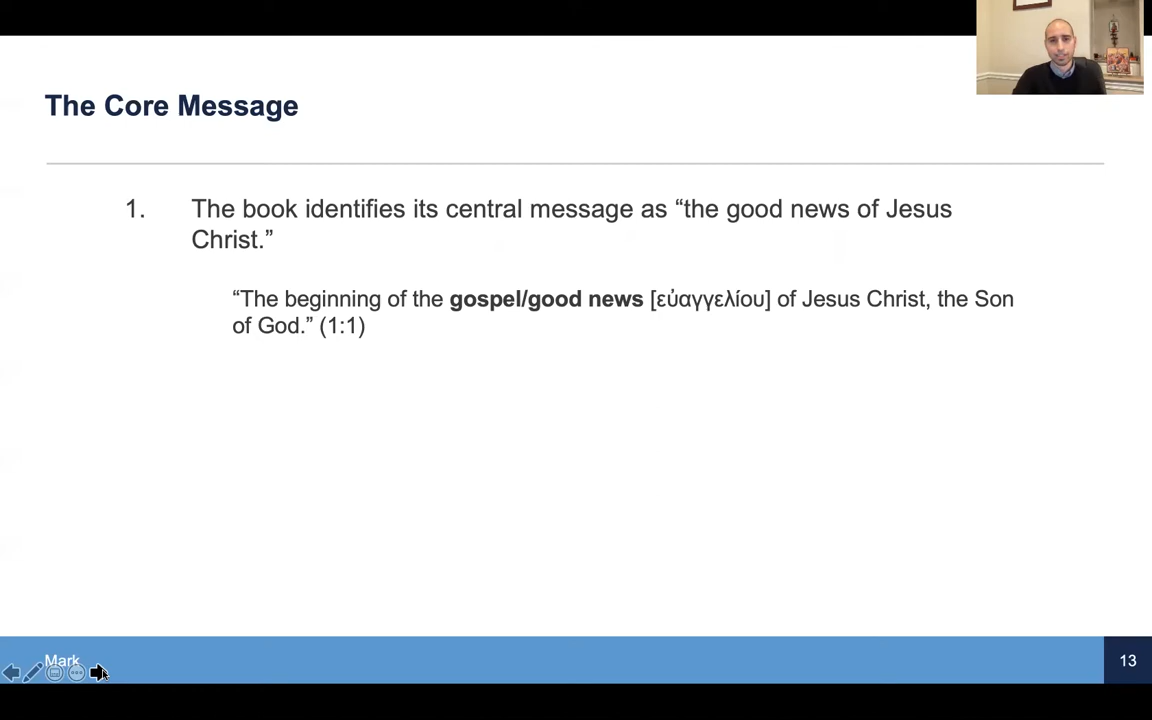 The Core Message
1. The book identifies its central message as “the good news of Jesus
Christ.”
“The beginning of the gospel/good news [εὐαγγελίου] of Jesus Christ, the Son
of God.” (1:1)
Mark
13